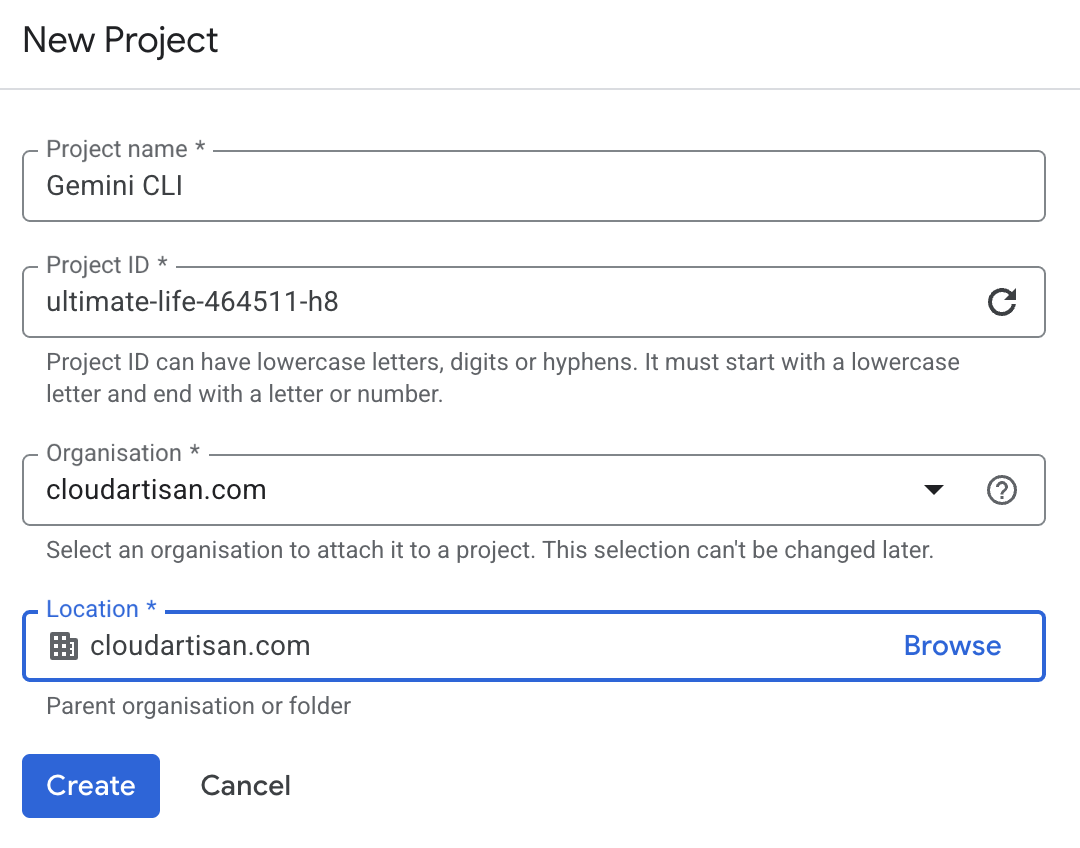 New Project
Project name *
Gemini CLI
Project ID *
ultimate-life-464511-h8
Project ID can have lowercase letters, digits or hyphens. It must start with a lowercase
letter and end with a letter or number.
Organisation *
cloudartisan.com
Select an organisation to attach it to a project. This selection can't be changed later.
Location *
cloudartisan.com Browse
Parent organisation or folder
Create Cancel